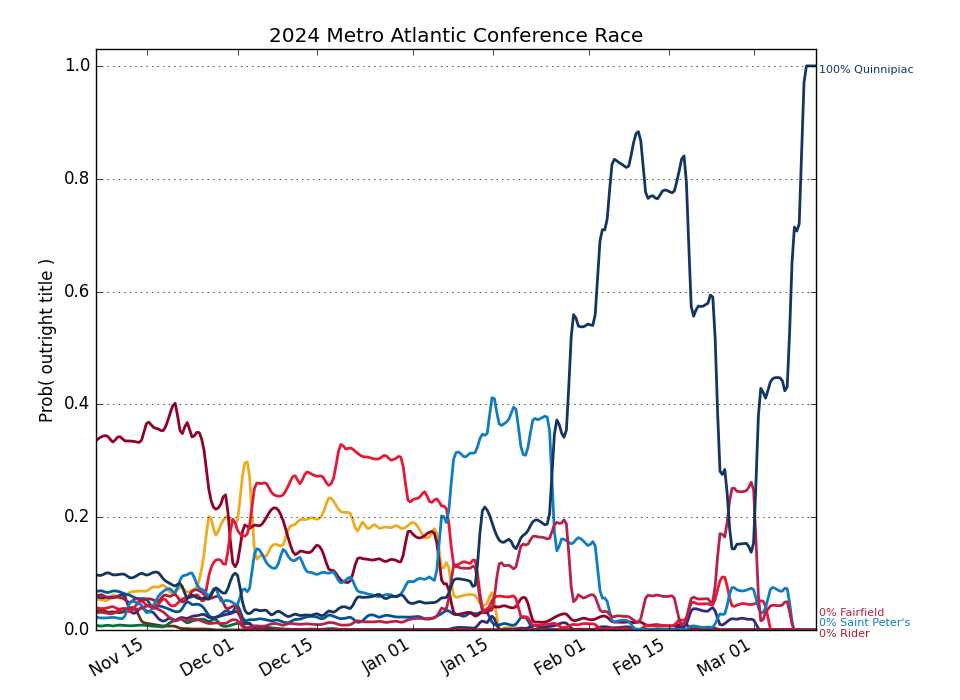 2024 Metro Atlantic Conference Race
Prob( outright title )
1.0
0.8
0.6
0.4
0.2
0.0
Nov 15
Dec 01
Dec 15
Jan 01
Jan 15
Feb 01
Feb 15
Mar 01
100% Quinnipiac
0% Fairfield
0% Saint Peter's
0% Rider